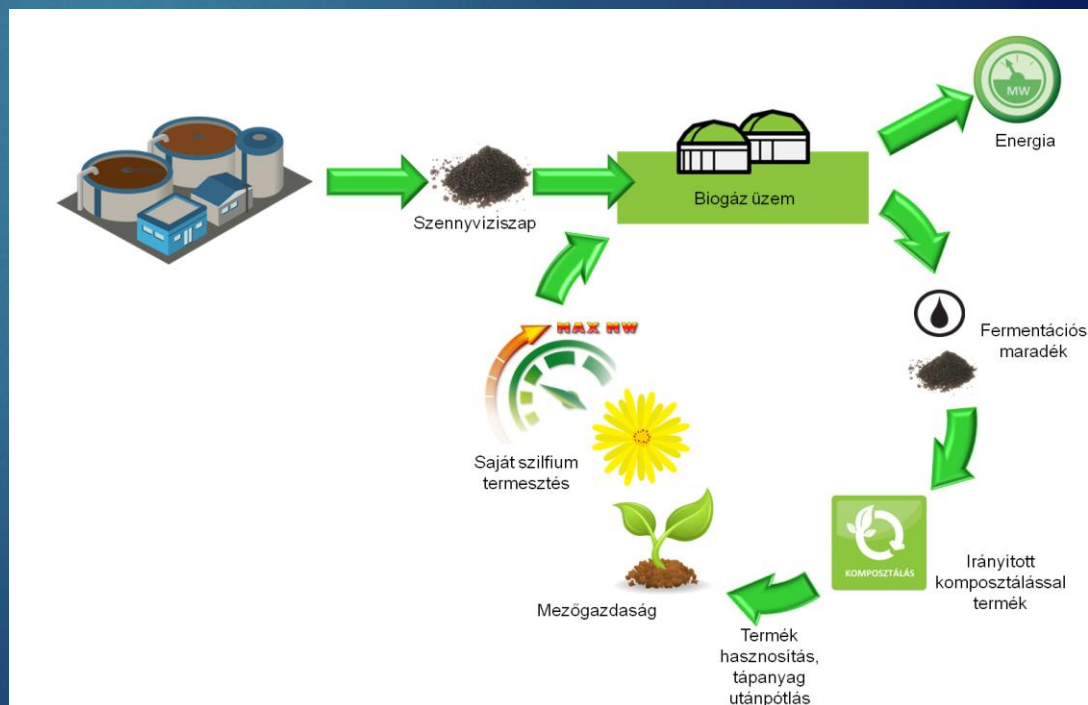 MW
Energia
Biogáz üzem
Szennyvíziszap
Fermentációs
maradék
MAX MW
Saját szilfium
termesztés
KOMPOSZTÁLÁS
Irányított
komposztálással
termék
Mezőgazdaság
Termék
hasznosítás,
tápanyag
utánpótlás